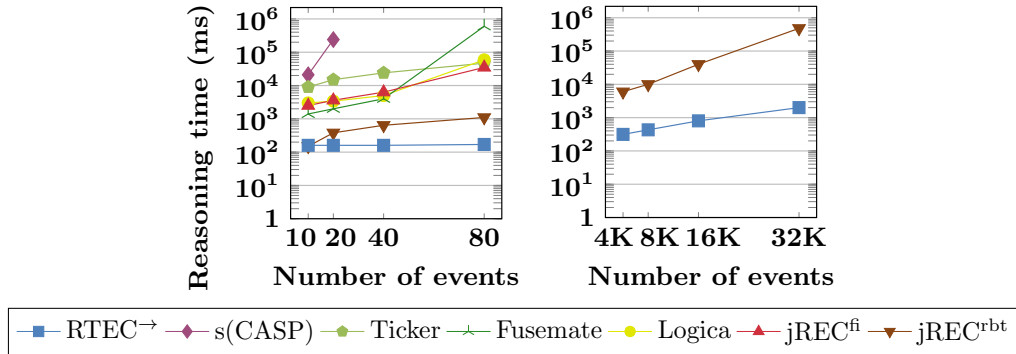 Reasoning time (ms)
10^6
10^5
10^4
10^3
10^2
10^1
1
10 20 40 80
Number of events
10^6
10^5
10^4
10^3
10^2
10^1
1
4K 8K 16K 32K
Number of events
RTEC^→ s(CASP) Ticker Fusemate Logica jREC^fi jREC^rbt